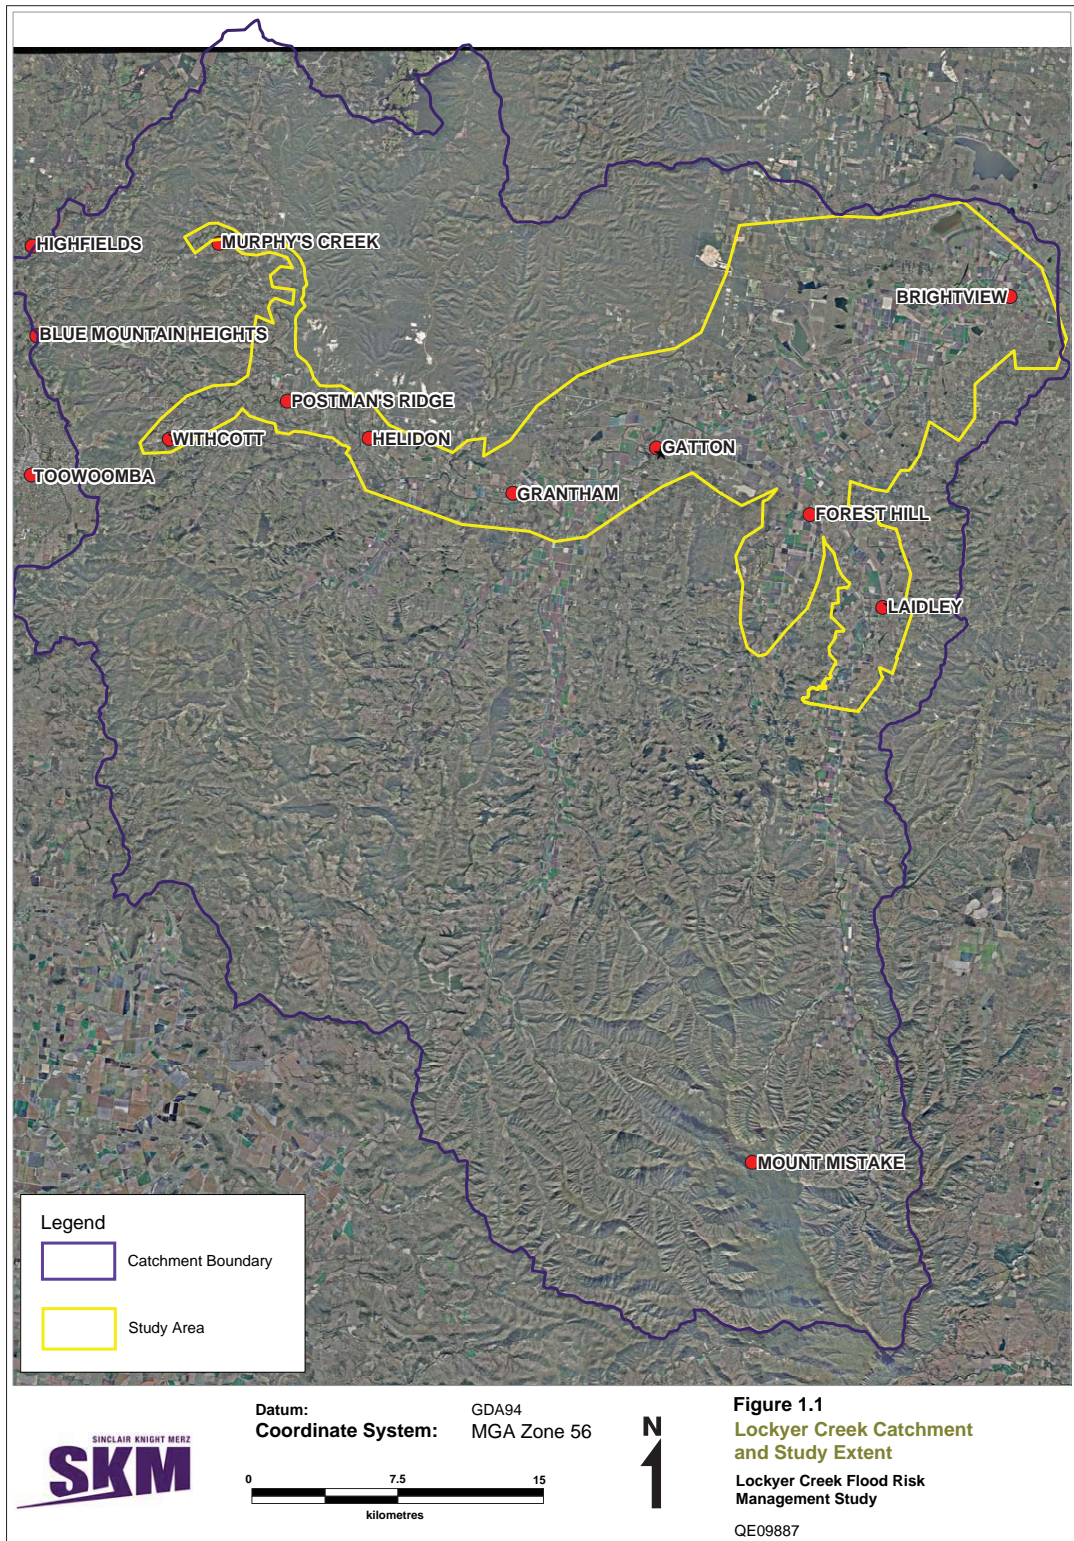 HIGHFIELDS
MURPHY'S CREEK
BRIGHTVIEW
BLUE MOUNTAIN HEIGHTS
POSTMAN'S RIDGE
WITHCOTT
HELIDON
GATTON
TOOWOOMBA
GRANTHAM
FOREST HILL
LAIDLEY
MOUNT MISTAKE
Legend
Catchment Boundary
Study Area
SINCLAIR KNIGHT MERZ
SKM
Datum: GDA94
Coordinate System: MGA Zone 56
0 7.5 15
kilometres
N
Figure 1.1
Lockyer Creek Catchment
and Study Extent
Lockyer Creek Flood Risk
Management Study
QE09887